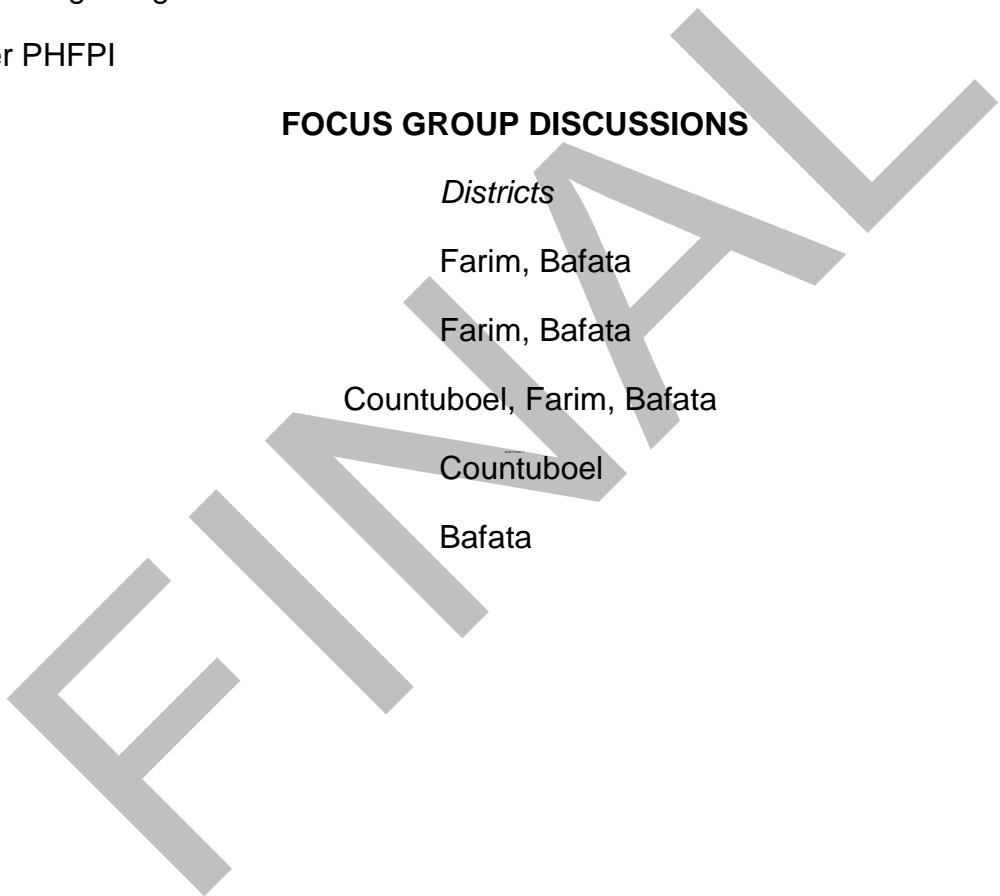 er PHFPI
FOCUS GROUP DISCUSSIONS
Districts
Farim, Bafata
Farim, Bafata
Countuboel, Farim, Bafata
Countuboel
Bafata
FINAL